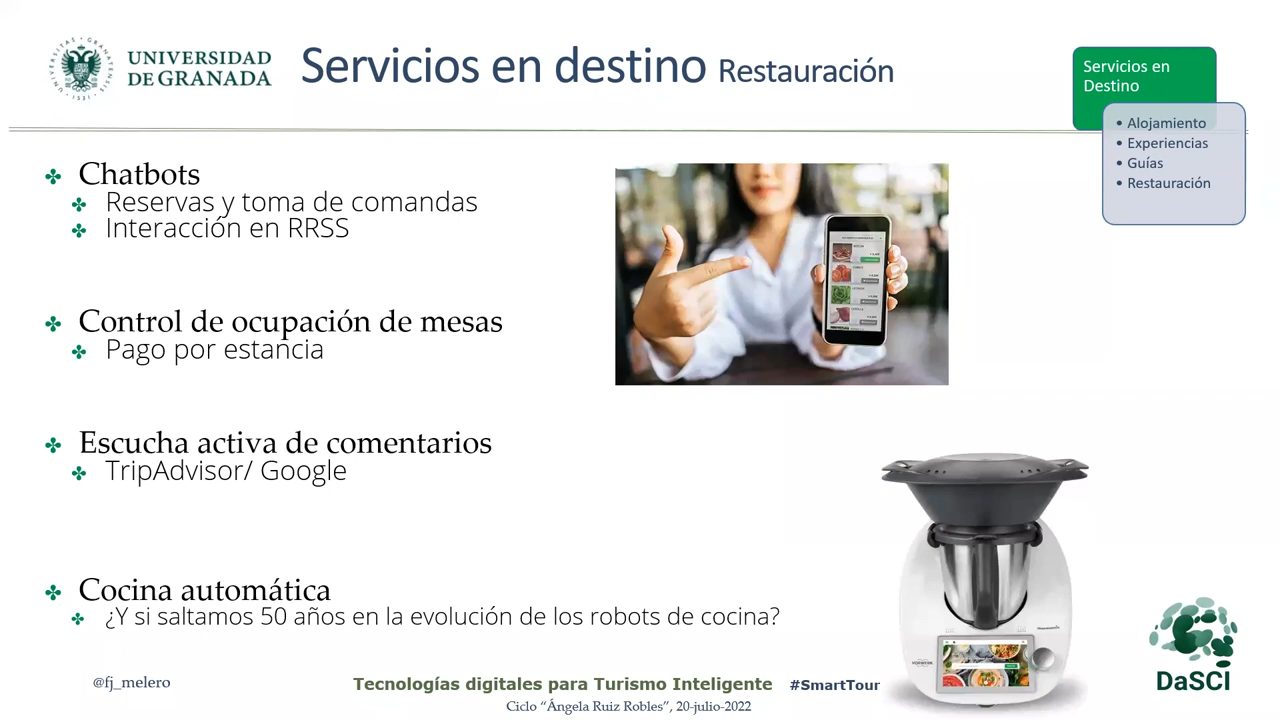 UNIVERSIDAD
DE GRANADA
Servicios en destino Restauración
Servicios en
Destino
• Alojamiento
• Experiencias
• Guías
• Restauración
Chatbots
Reservas y toma de comandas
Interacción en RRSS
Control de ocupación de mesas
Pago por estancia
Escucha activa de comentarios
TripAdvisor/ Google
Cocina automática
¿Y si saltamos 50 años en la evolución de los robots de cocina?
@fj_melero
Tecnologías digitales para Turismo Inteligente #SmartTour
Ciclo “Ángela Ruiz Robles”, 20-julio-2022
DaSCI